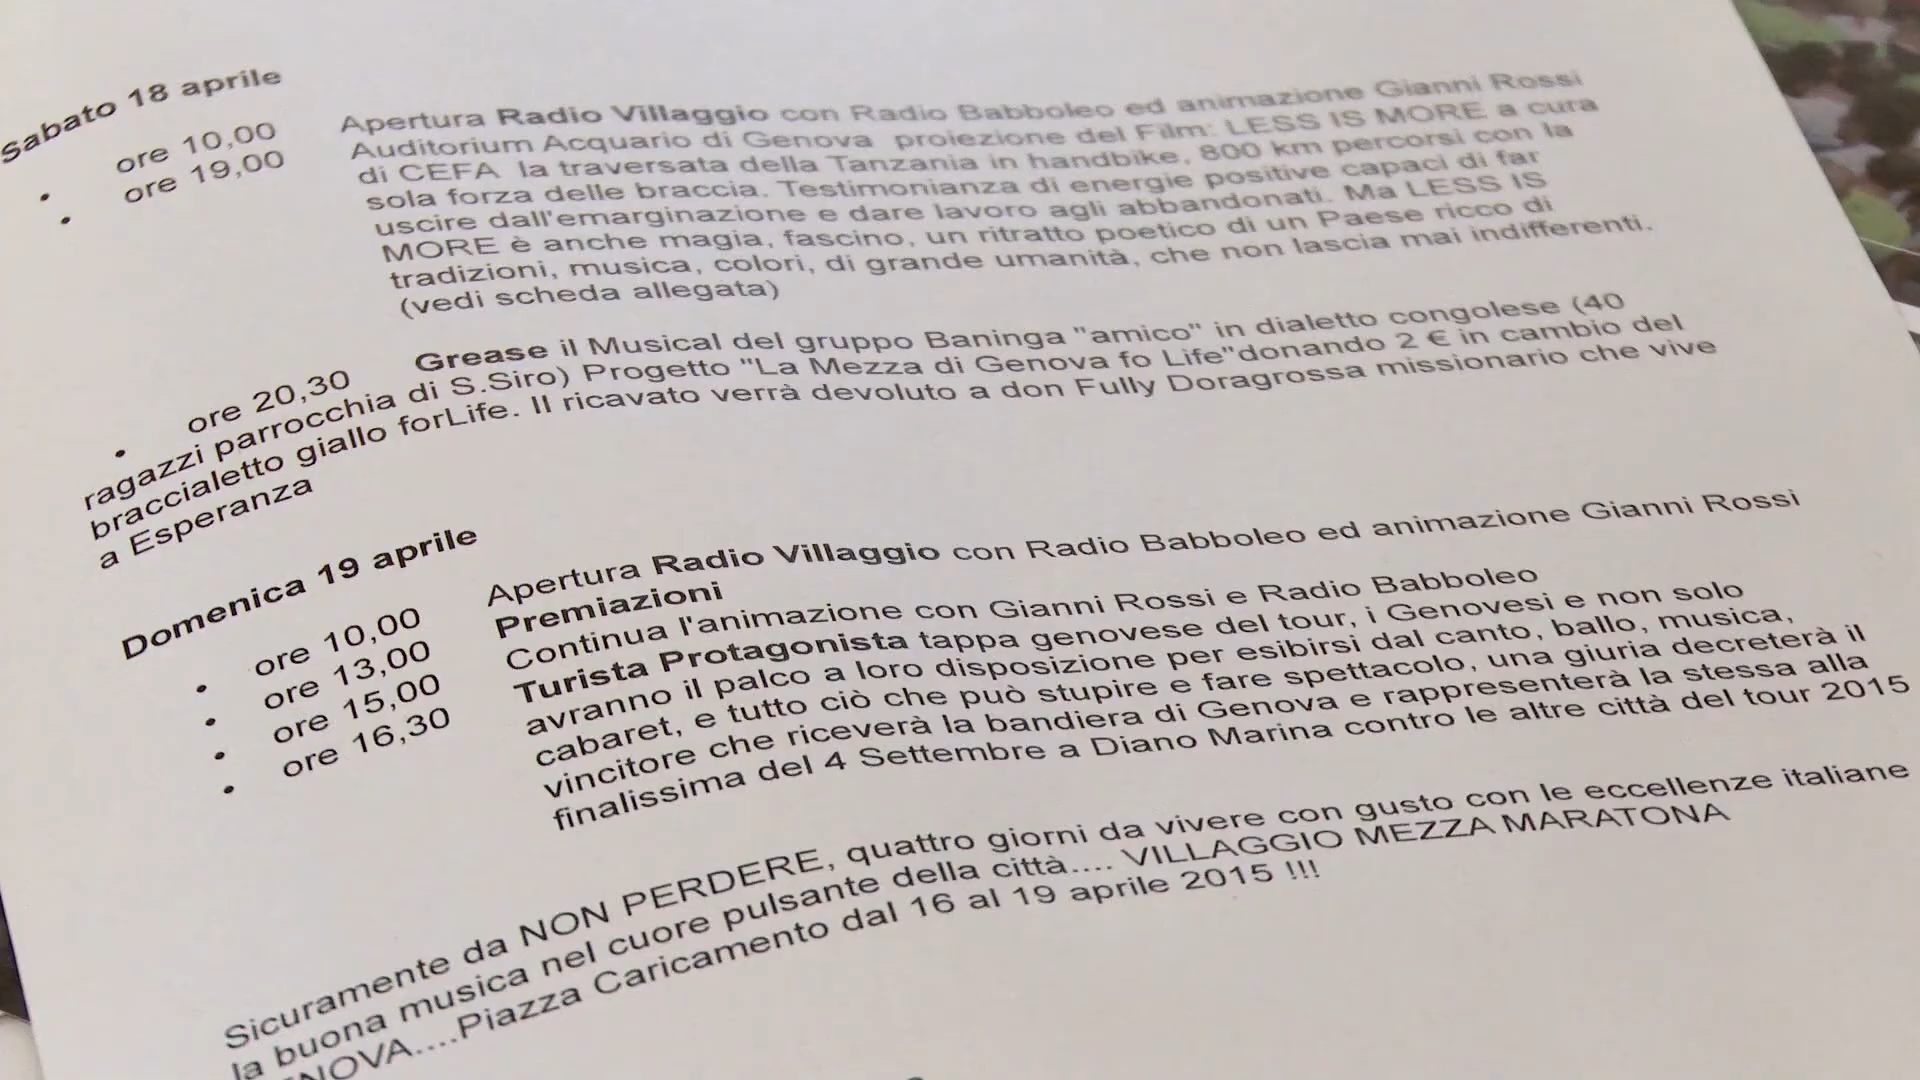 Sabato 18 aprile
• ore 10,00 Apertura Radio Villaggio con Radio Babboleo ed animazione Gianni Rossi
• ore 19,00 Auditorium Acquario di Genova proiezione del Film: LESS IS MORE a cura
di CEFA la traversata della Tanzania in handbike, 800 km percorsi con la
sola forza delle braccia. Testimonianza di energie positive capaci di far
uscire dall'emarginazione e dare lavoro agli abbandonati. Ma LESS IS
MORE è anche magia, fascino, un ritratto poetico di un Paese ricco di
tradizioni, musica, colori, di grande umanità, che non lascia mai indifferenti.
(vedi scheda allegata)
• ore 20,30 Grease il Musical del gruppo Baninga "amico" in dialetto congolese (40
ragazzi parrocchia di S.Siro) Progetto "La Mezza di Genova fo Life"donando 2 € in cambio del
braccialetto giallo forLife. Il ricavato verrà devoluto a don Fully Doragrossa missionario che vive
a Esperanza
Domenica 19 aprile
• ore 10,00 Apertura Radio Villaggio con Radio Babboleo ed animazione Gianni Rossi
• ore 13,00 Premiazioni
• ore 15,00 Continua l'animazione con Gianni Rossi e Radio Babboleo
• ore 16,30 Turista Protagonista tappa genovese del tour, i Genovesi e non solo
avranno il palco a loro disposizione per esibirsi dal canto, ballo, musica,
cabaret, e tutto ciò che può stupire e fare spettacolo, una giuria decreterà il
vincitore che riceverà la bandiera di Genova e rappresenterà la stessa alla
finalissima del 4 Settembre a Diano Marina contro le altre città del tour 2015
Sicuramente da NON PERDERE, quattro giorni da vivere con gusto con le eccellenze italiane
la buona musica nel cuore pulsante della città.... VILLAGGIO MEZZA MARATONA
NOVA....Piazza Caricamento dal 16 al 19 aprile 2015 !!!